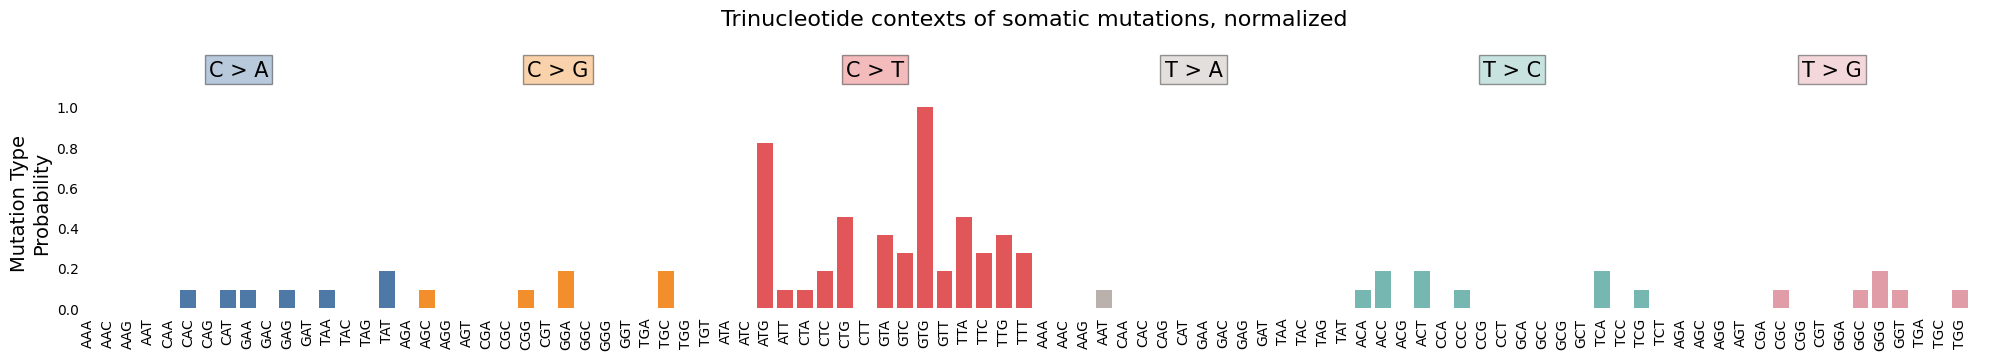 Trinucleotide contexts of somatic mutations, normalized
C > A
C > G
C > T
T > A
T > C
T > G
Mutation Type
Probability
1.0
0.8
0.6
0.4
0.2
0.0
AAA
AAC
AAG
AAT
CAA
CAC
CAG
CAT
GAA
GAC
GAG
GAT
TAA
TAC
TAG
TAT
AGA
AGC
AGG
AGT
CGA
CGC
CGG
CGT
GGA
GGC
GGG
GGT
TGA
TGC
TGG
TGT
ATA
ATC
ATG
ATT
CTA
CTC
CTG
CTT
GTA
GTC
GTG
GTT
TTA
TTC
TTG
TTT
AAA
AAC
AAG
AAT
CAA
CAC
CAG
CAT
GAA
GAC
GAG
GAT
TAA
TAC
TAG
TAT
ACA
ACC
ACG
ACT
CCA
CCC
CCG
CCT
GCA
GCC
GCG
GCT
TCA
TCC
TCG
TCT
AGA
AGC
AGG
AGT
CGA
CGC
CGG
CGT
GGA
GGC
GGG
GGT
TGA
TGC
TGG